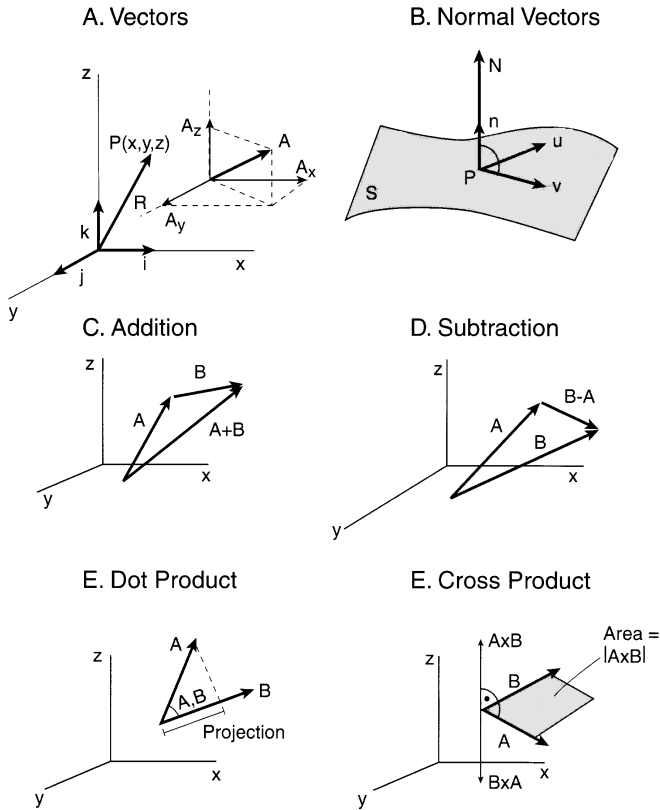 A. Vectors
B. Normal Vectors
z
P(x,y,z)
R
k
i
j
x
y
Az
A
Ax
Ay
N
n
u
P
v
S
C. Addition
D. Subtraction
z
B
A
A+B
x
y
z
B-A
A
B
x
y
E. Dot Product
E. Cross Product
z
A
A,B
B
Projection
x
y
z
AxB
Area =
|AxB|
B
A
BxA
x
y